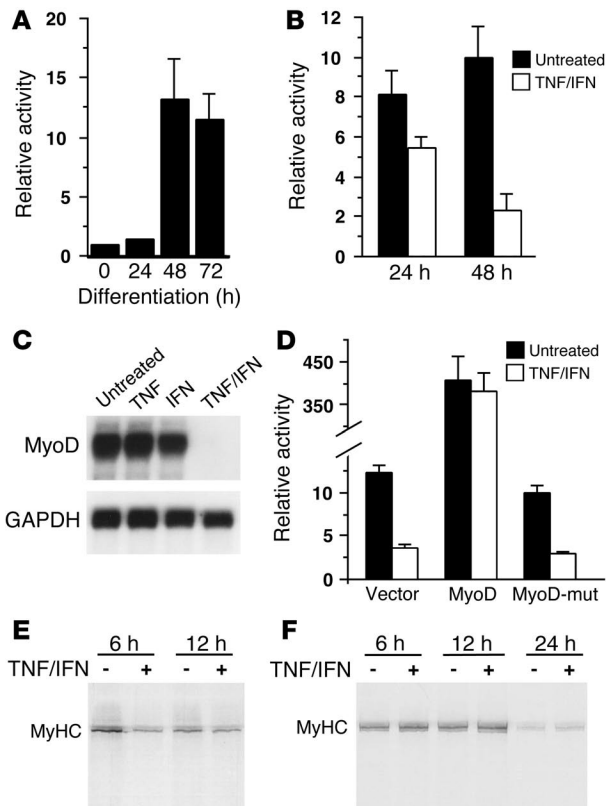 A
Relative activity
20
15
10
5
0
0 24 48 72
Differentiation (h)
B
Relative activity
12
10
8
6
4
2
0
Untreated
TNF/IFN
24 h 48 h
C
Untreated
TNF
IFN
TNF/IFN
MyoD
GAPDH
D
Relative activity
450
350
10
5
0
Untreated
TNF/IFN
Vector MyoD MyoD-mut
E
6 h 12 h
TNF/IFN - + - +
MyHC
F
6 h 12 h 24 h
TNF/IFN - + - + - +
MyHC